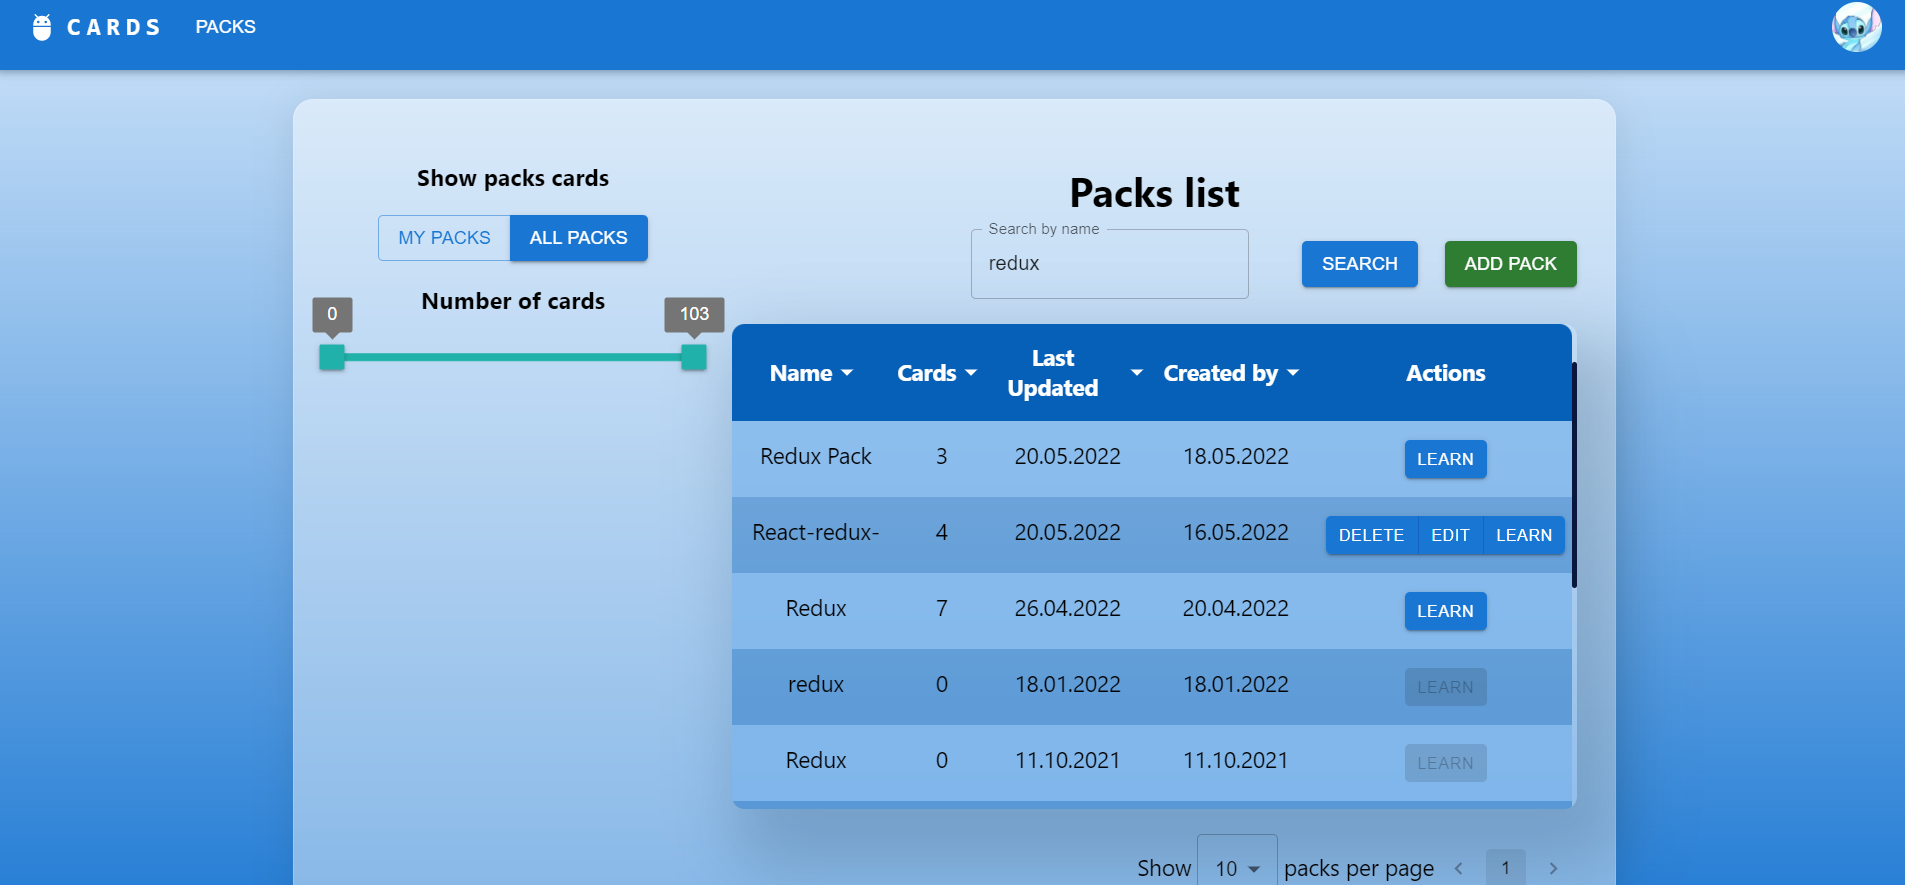 CARDS
PACKS
Show packs cards
MY PACKS
ALL PACKS
Number of cards
0
103
Packs list
Search by name
redux
SEARCH
ADD PACK
Name
Cards
Last
Updated
Created by
Actions
Redux Pack 3 20.05.2022 18.05.2022 LEARN
React-redux- 4 20.05.2022 16.05.2022 DELETE EDIT LEARN
Redux 7 26.04.2022 20.04.2022 LEARN
redux 0 18.01.2022 18.01.2022 LEARN
Redux 0 11.10.2021 11.10.2021 LEARN
Show 10 packs per page 1